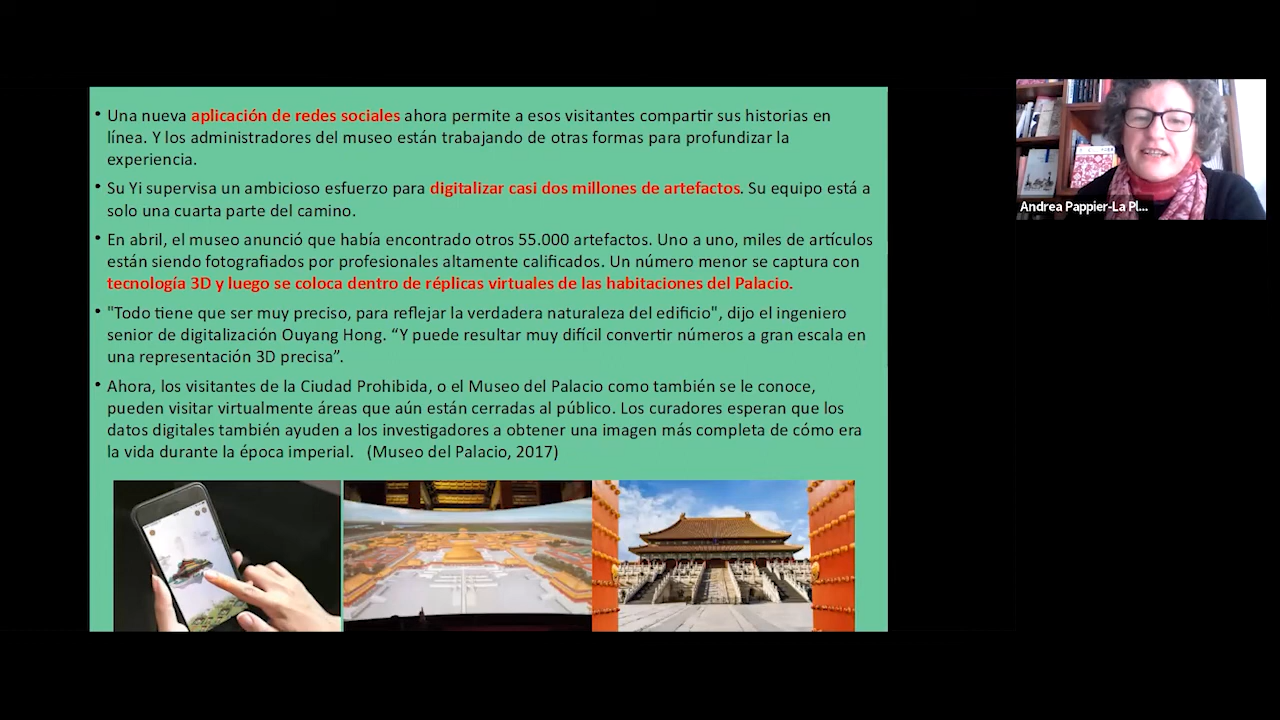 • Una nueva aplicación de redes sociales ahora permite a esos visitantes compartir sus historias en
línea. Y los administradores del museo están trabajando de otras formas para profundizar la
experiencia.
• Su Yi supervisa un ambicioso esfuerzo para digitalizar casi dos millones de artefactos. Su equipo está a
solo una cuarta parte del camino.
• En abril, el museo anunció que había encontrado otros 55.000 artefactos. Uno a uno, miles de artículos
están siendo fotografiados por profesionales altamente calificados. Un número menor se captura con
tecnología 3D y luego se coloca dentro de réplicas virtuales de las habitaciones del Palacio.
• "Todo tiene que ser muy preciso, para reflejar la verdadera naturaleza del edificio", dijo el ingeniero
senior de digitalización Ouyang Hong. “Y puede resultar muy difícil convertir números a gran escala en
una representación 3D precisa”.
• Ahora, los visitantes de la Ciudad Prohibida, o el Museo del Palacio como también se le conoce,
pueden visitar virtualmente áreas que aún están cerradas al público. Los curadores esperan que los
datos digitales también ayuden a los investigadores a obtener una imagen más completa de cómo era
la vida durante la época imperial. (Museo del Palacio, 2017)
Andrea Pappier-La Pl...